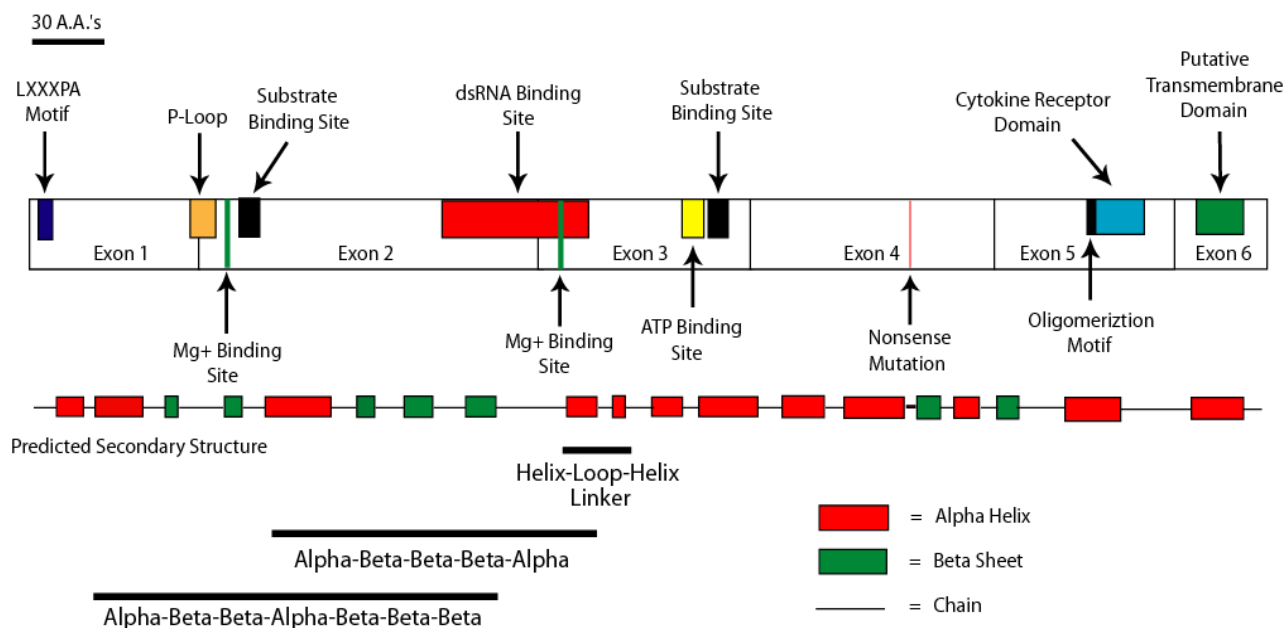 30 A.A.'s
LXXXPA
Motif
P-Loop
Substrate
Binding Site
dsRNA Binding
Site
Substrate
Binding Site
Cytokine Receptor
Domain
Putative
Transmembrane
Domain
Exon 1
Exon 2
Exon 3
Exon 4
Exon 5
Exon 6
Mg+ Binding
Site
Mg+ Binding
Site
ATP Binding
Site
Nonsense
Mutation
Oligomeriztion
Motif
Predicted Secondary Structure
Helix-Loop-Helix
Linker
Alpha-Beta-Beta-Beta-Alpha
Alpha-Beta-Beta-Alpha-Beta-Beta-Beta
= Alpha Helix
= Beta Sheet
= Chain